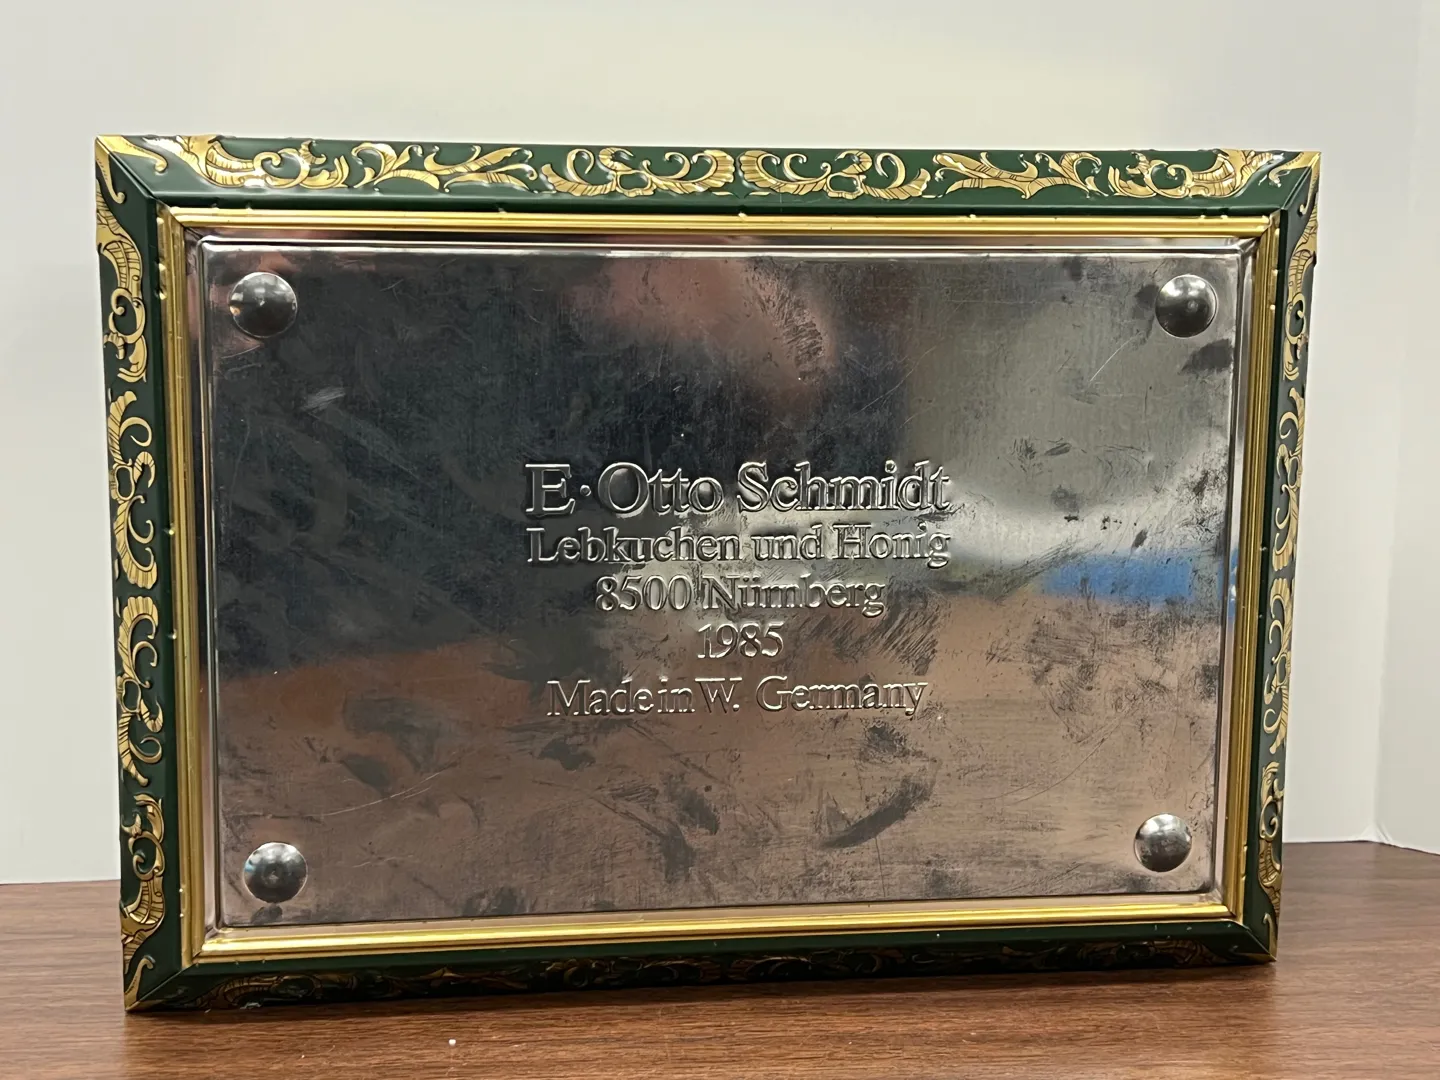 E·Otto Schmidt
Lebkuchen und Honig
8500 Nürnberg
1985
Made in W. Germany